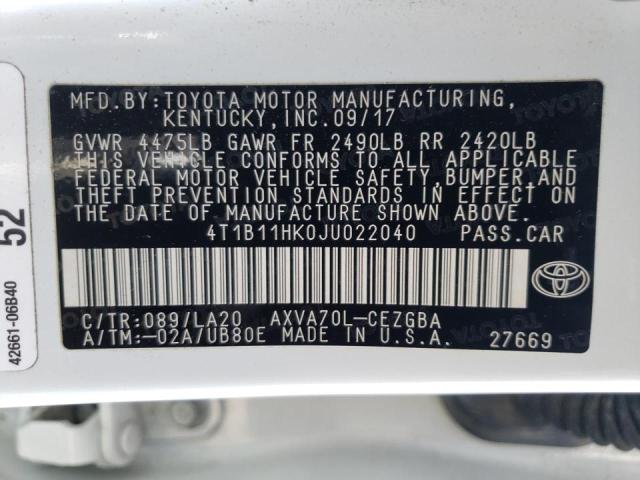 MFD.BY:TOYOTA MOTOR MANUFACTURING,
KENTUCKY,INC.09/17
GVWR 4475LB GAWR FR 2490LB RR 2420LB
THIS VEHICLE CONFORMS TO ALL APPLICABLE
FEDERAL MOTOR VEHICLE SAFETY, BUMPER, AND
THEFT PREVENTION STANDARDS IN EFFECT ON
THE DATE OF MANUFACTURE SHOWN ABOVE.
4T1B11HK0JU022040 PASS.CAR
C/TR:089/LA20 AXVA70L-CEZGBA
A/TM:-02A/UB80E MADE IN U.S.A. 27669
52
42661-06B40